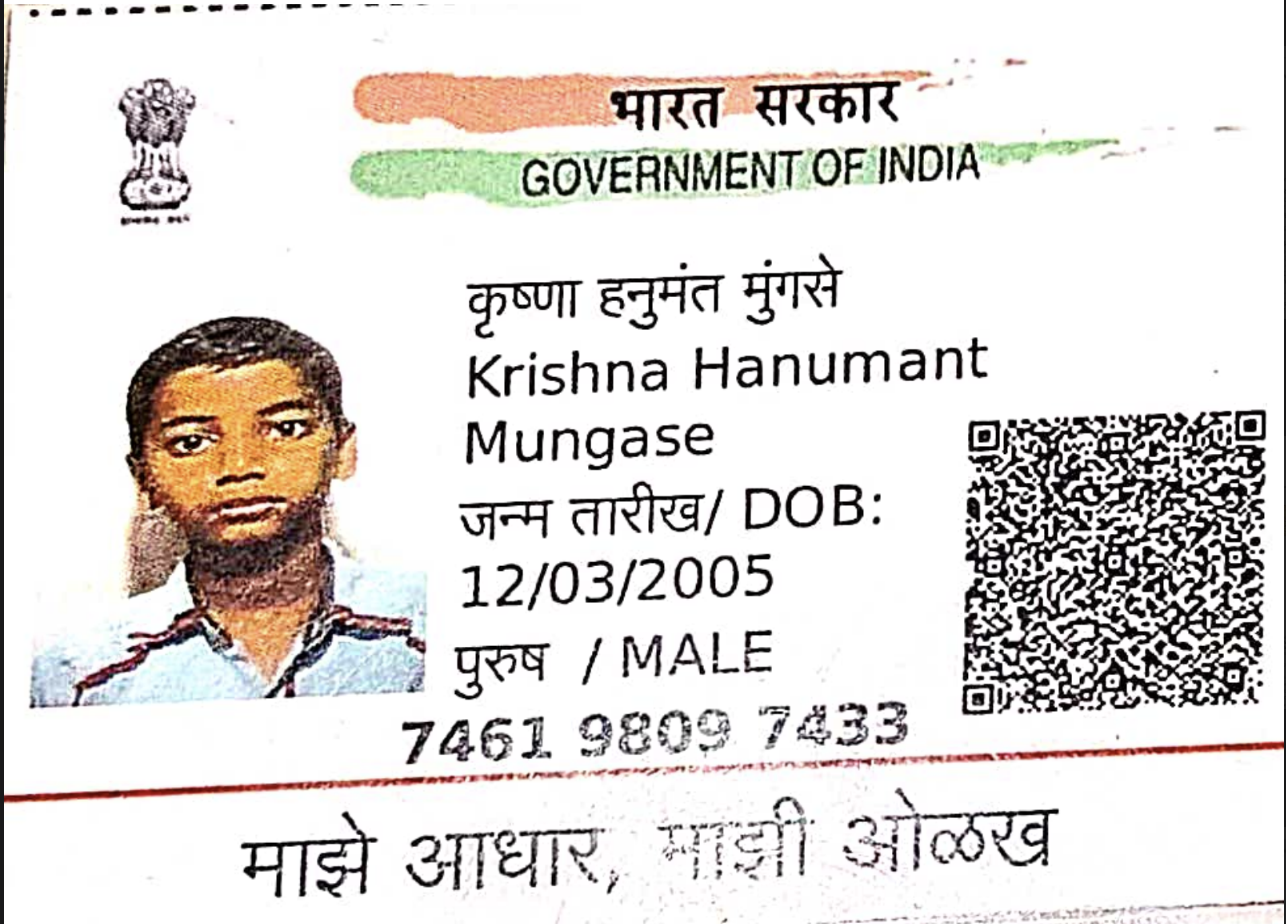 भारत सरकार
GOVERNMENT OF INDIA
कृष्णा हनुमंत मुंगसे
Krishna Hanumant
Mungase
जन्म तारीख/ DOB:
12/03/2005
पुरुष / MALE
7461 9809 7433
माझे आधार, माझी ओळख